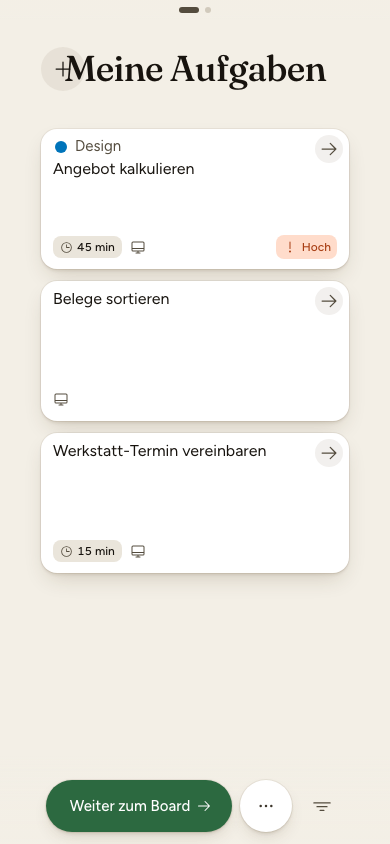 Meine Aufgaben
Design
Angebot kalkulieren
45 min
Hoch
Belege sortieren
Werkstatt-Termin vereinbaren
15 min
Weiter zum Board